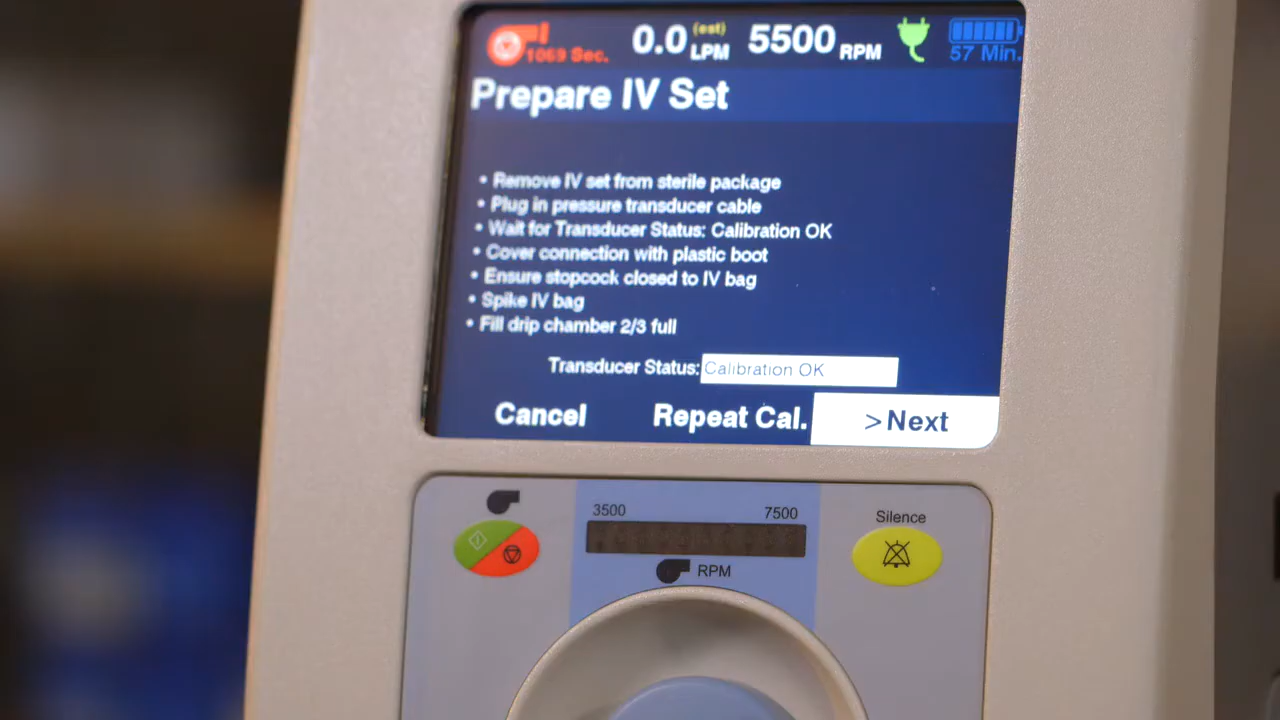 1069 Sec.
0.0 (est) LPM
5500 RPM
57 Min.
Prepare IV Set
• Remove IV set from sterile package
• Plug in pressure transducer cable
• Wait for Transducer Status: Calibration OK
• Cover connection with plastic boot
• Ensure stopcock closed to IV bag
• Spike IV bag
• Fill drip chamber 2/3 full
Transducer Status: Calibration OK
Cancel Repeat Cal. >Next
3500 7500
RPM
Silence